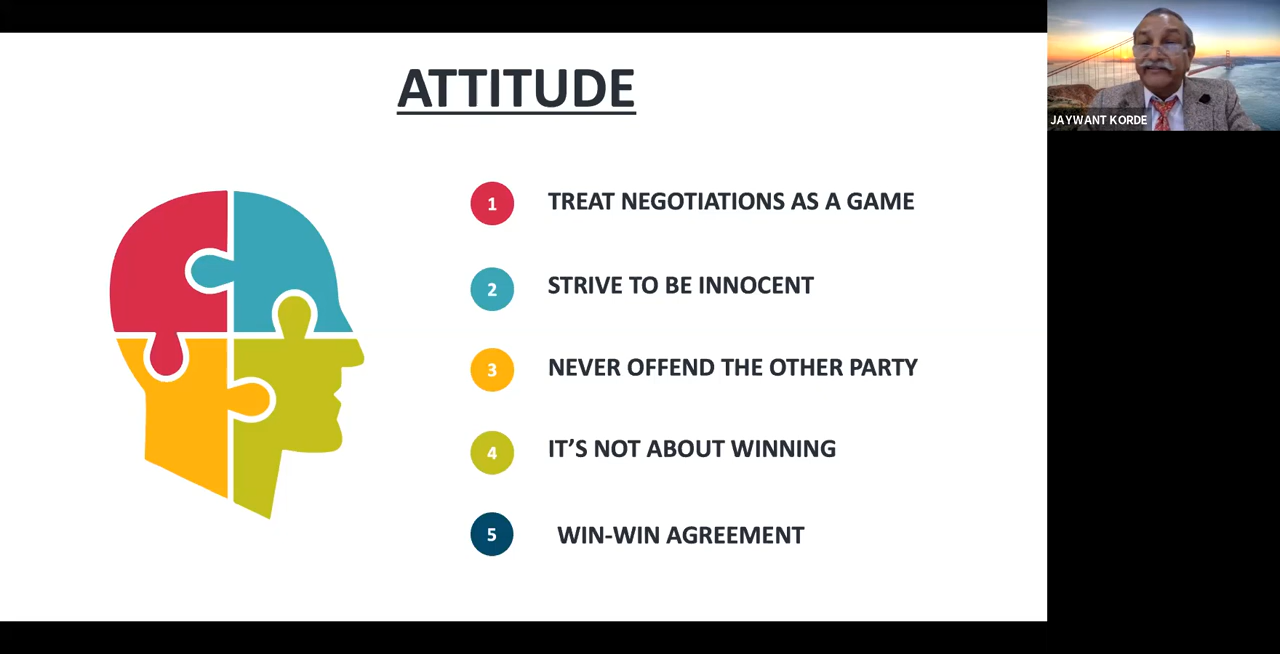 ATTITUDE
JAYWANT KORDE
1 TREAT NEGOTIATIONS AS A GAME
2 STRIVE TO BE INNOCENT
3 NEVER OFFEND THE OTHER PARTY
4 IT’S NOT ABOUT WINNING
5 WIN-WIN AGREEMENT